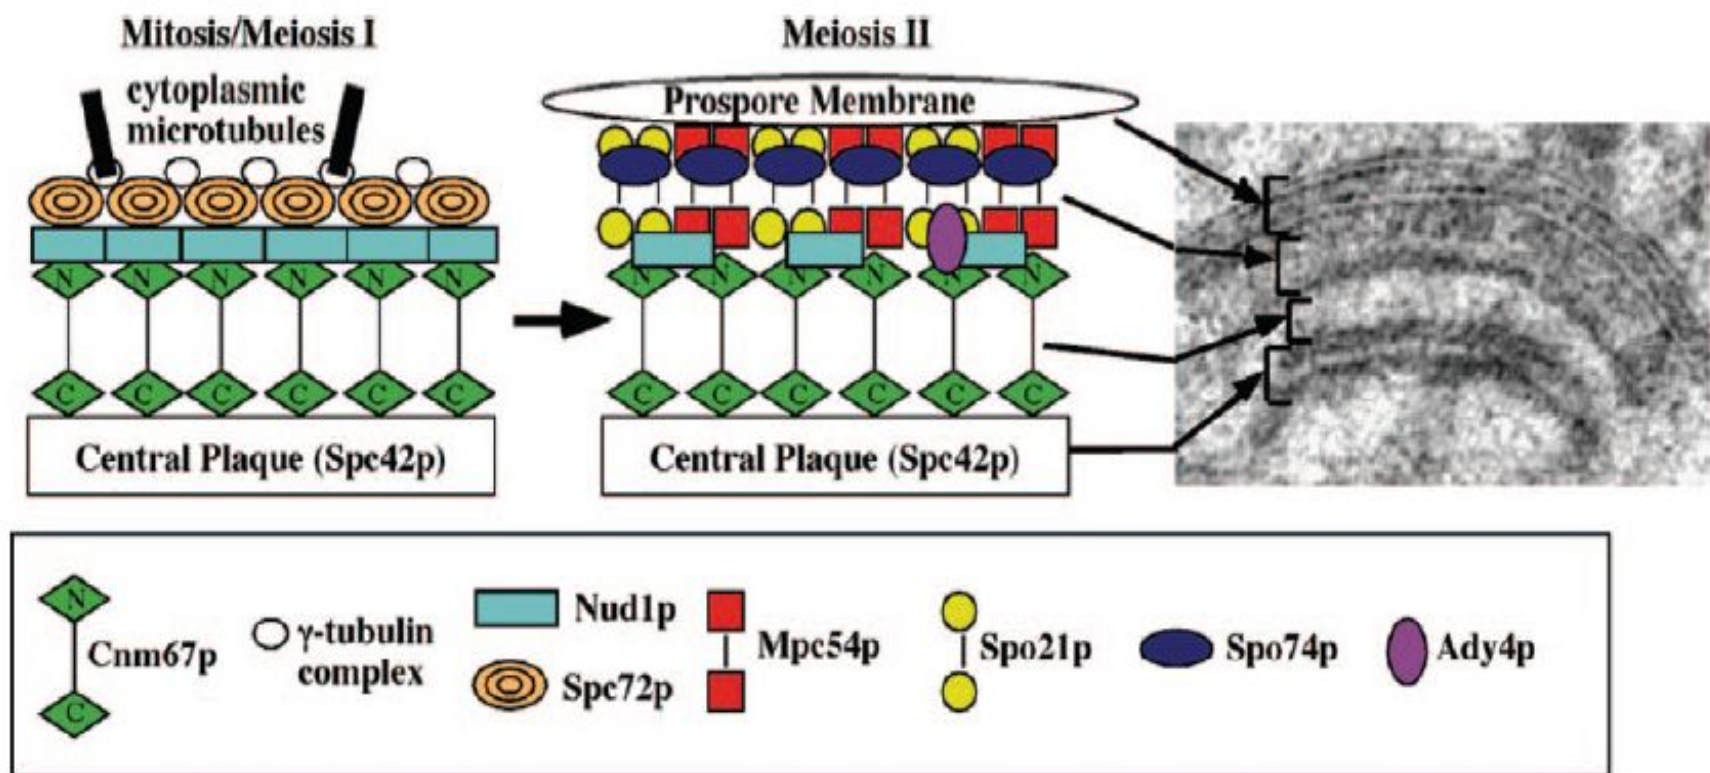 Mitosis/Meiosis I
cytoplasmic
microtubules
N N N N N N
C C C C C C
Central Plaque (Spc42p)
Meiosis II
Prospore Membrane
N N N N N N
C C C C C C
Central Plaque (Spc42p)
N
C
Cnm67p
γ-tubulin
complex
Nud1p
Spc72p
Mpc54p
Spo21p
Spo74p
Ady4p